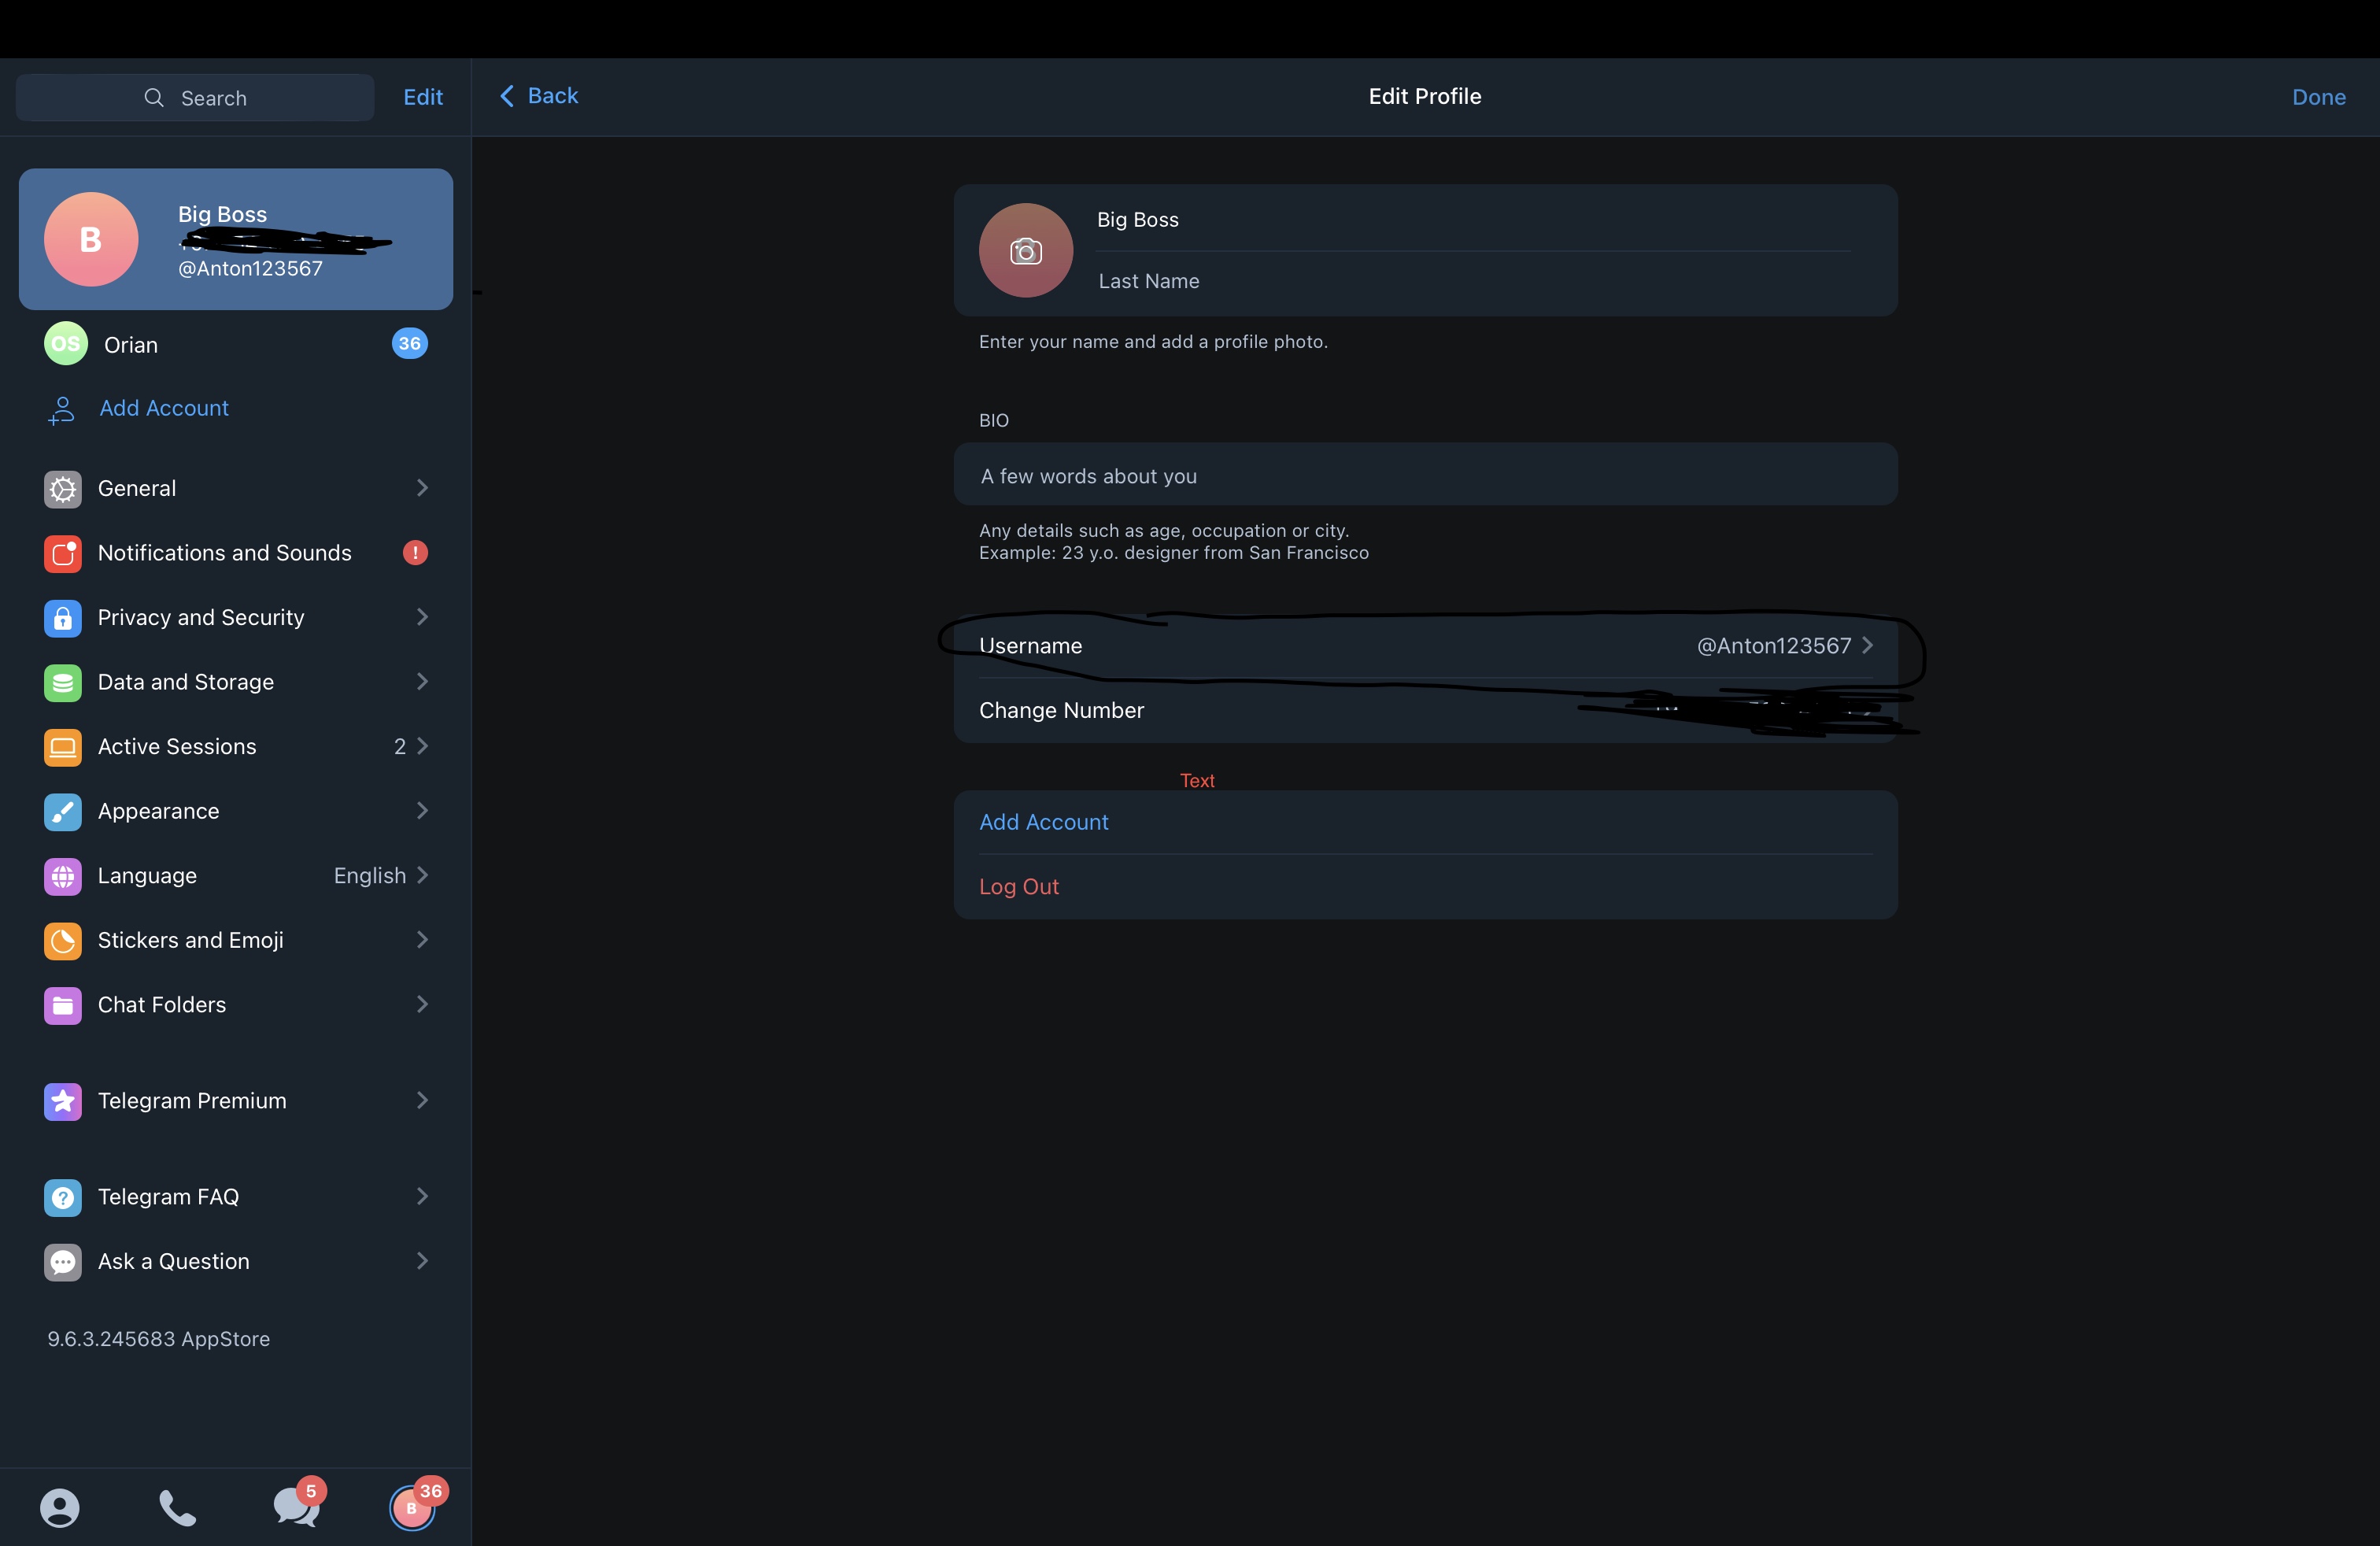 Search
Edit
B
Big Boss
@Anton123567
OS
Orian
36
Add Account
General
Notifications and Sounds
!
Privacy and Security
Data and Storage
Active Sessions
2
Appearance
Language
English
Stickers and Emoji
Chat Folders
Telegram Premium
?
Telegram FAQ
Ask a Question
9.6.3.245683 AppStore
5
B
36
Back
Edit Profile
Done
Big Boss
Last Name
Enter your name and add a profile photo.
BIO
A few words about you
Any details such as age, occupation or city.
Example: 23 y.o. designer from San Francisco
Username
@Anton123567
Change Number
Text
Add Account
Log Out